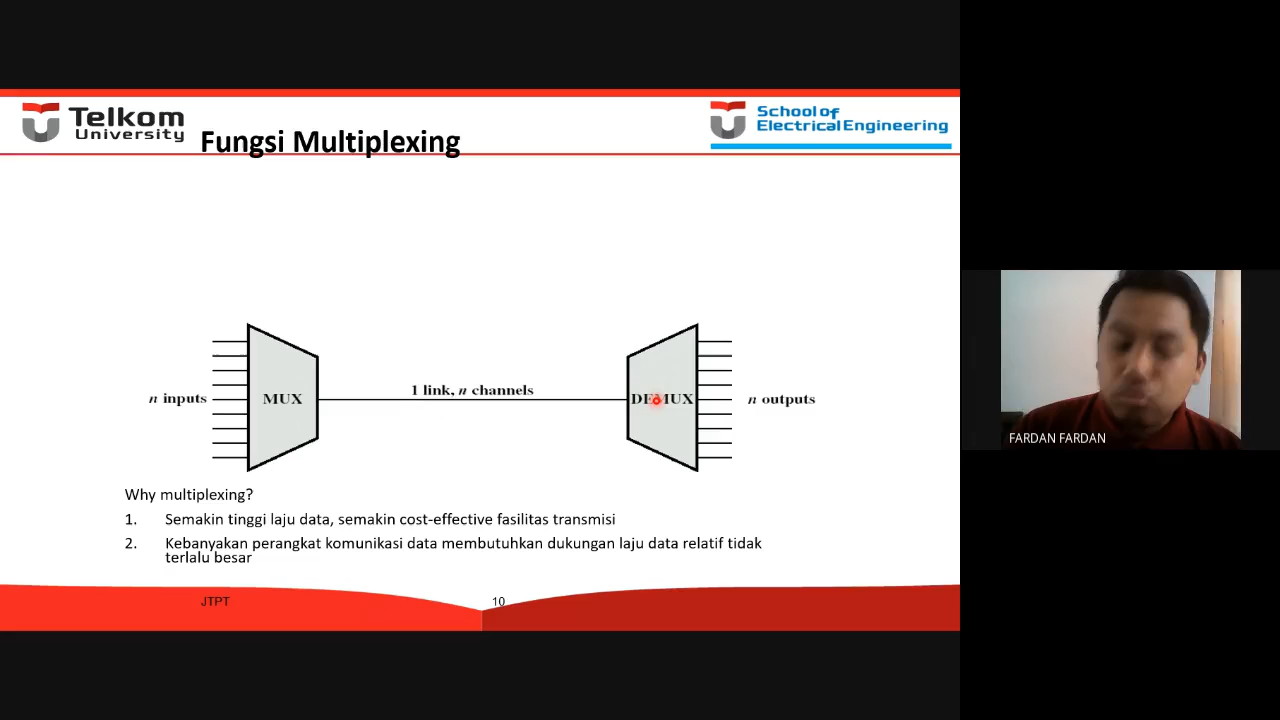 Telkom
University
Fungsi Multiplexing
School of
Electrical Engineering
n inputs
MUX
1 link, n channels
DEMUX
n outputs
Why multiplexing?
1. Semakin tinggi laju data, semakin cost-effective fasilitas transmisi
2. Kebanyakan perangkat komunikasi data membutuhkan dukungan laju data relatif tidak
terlalu besar
JTPT
10
FARDAN FARDAN